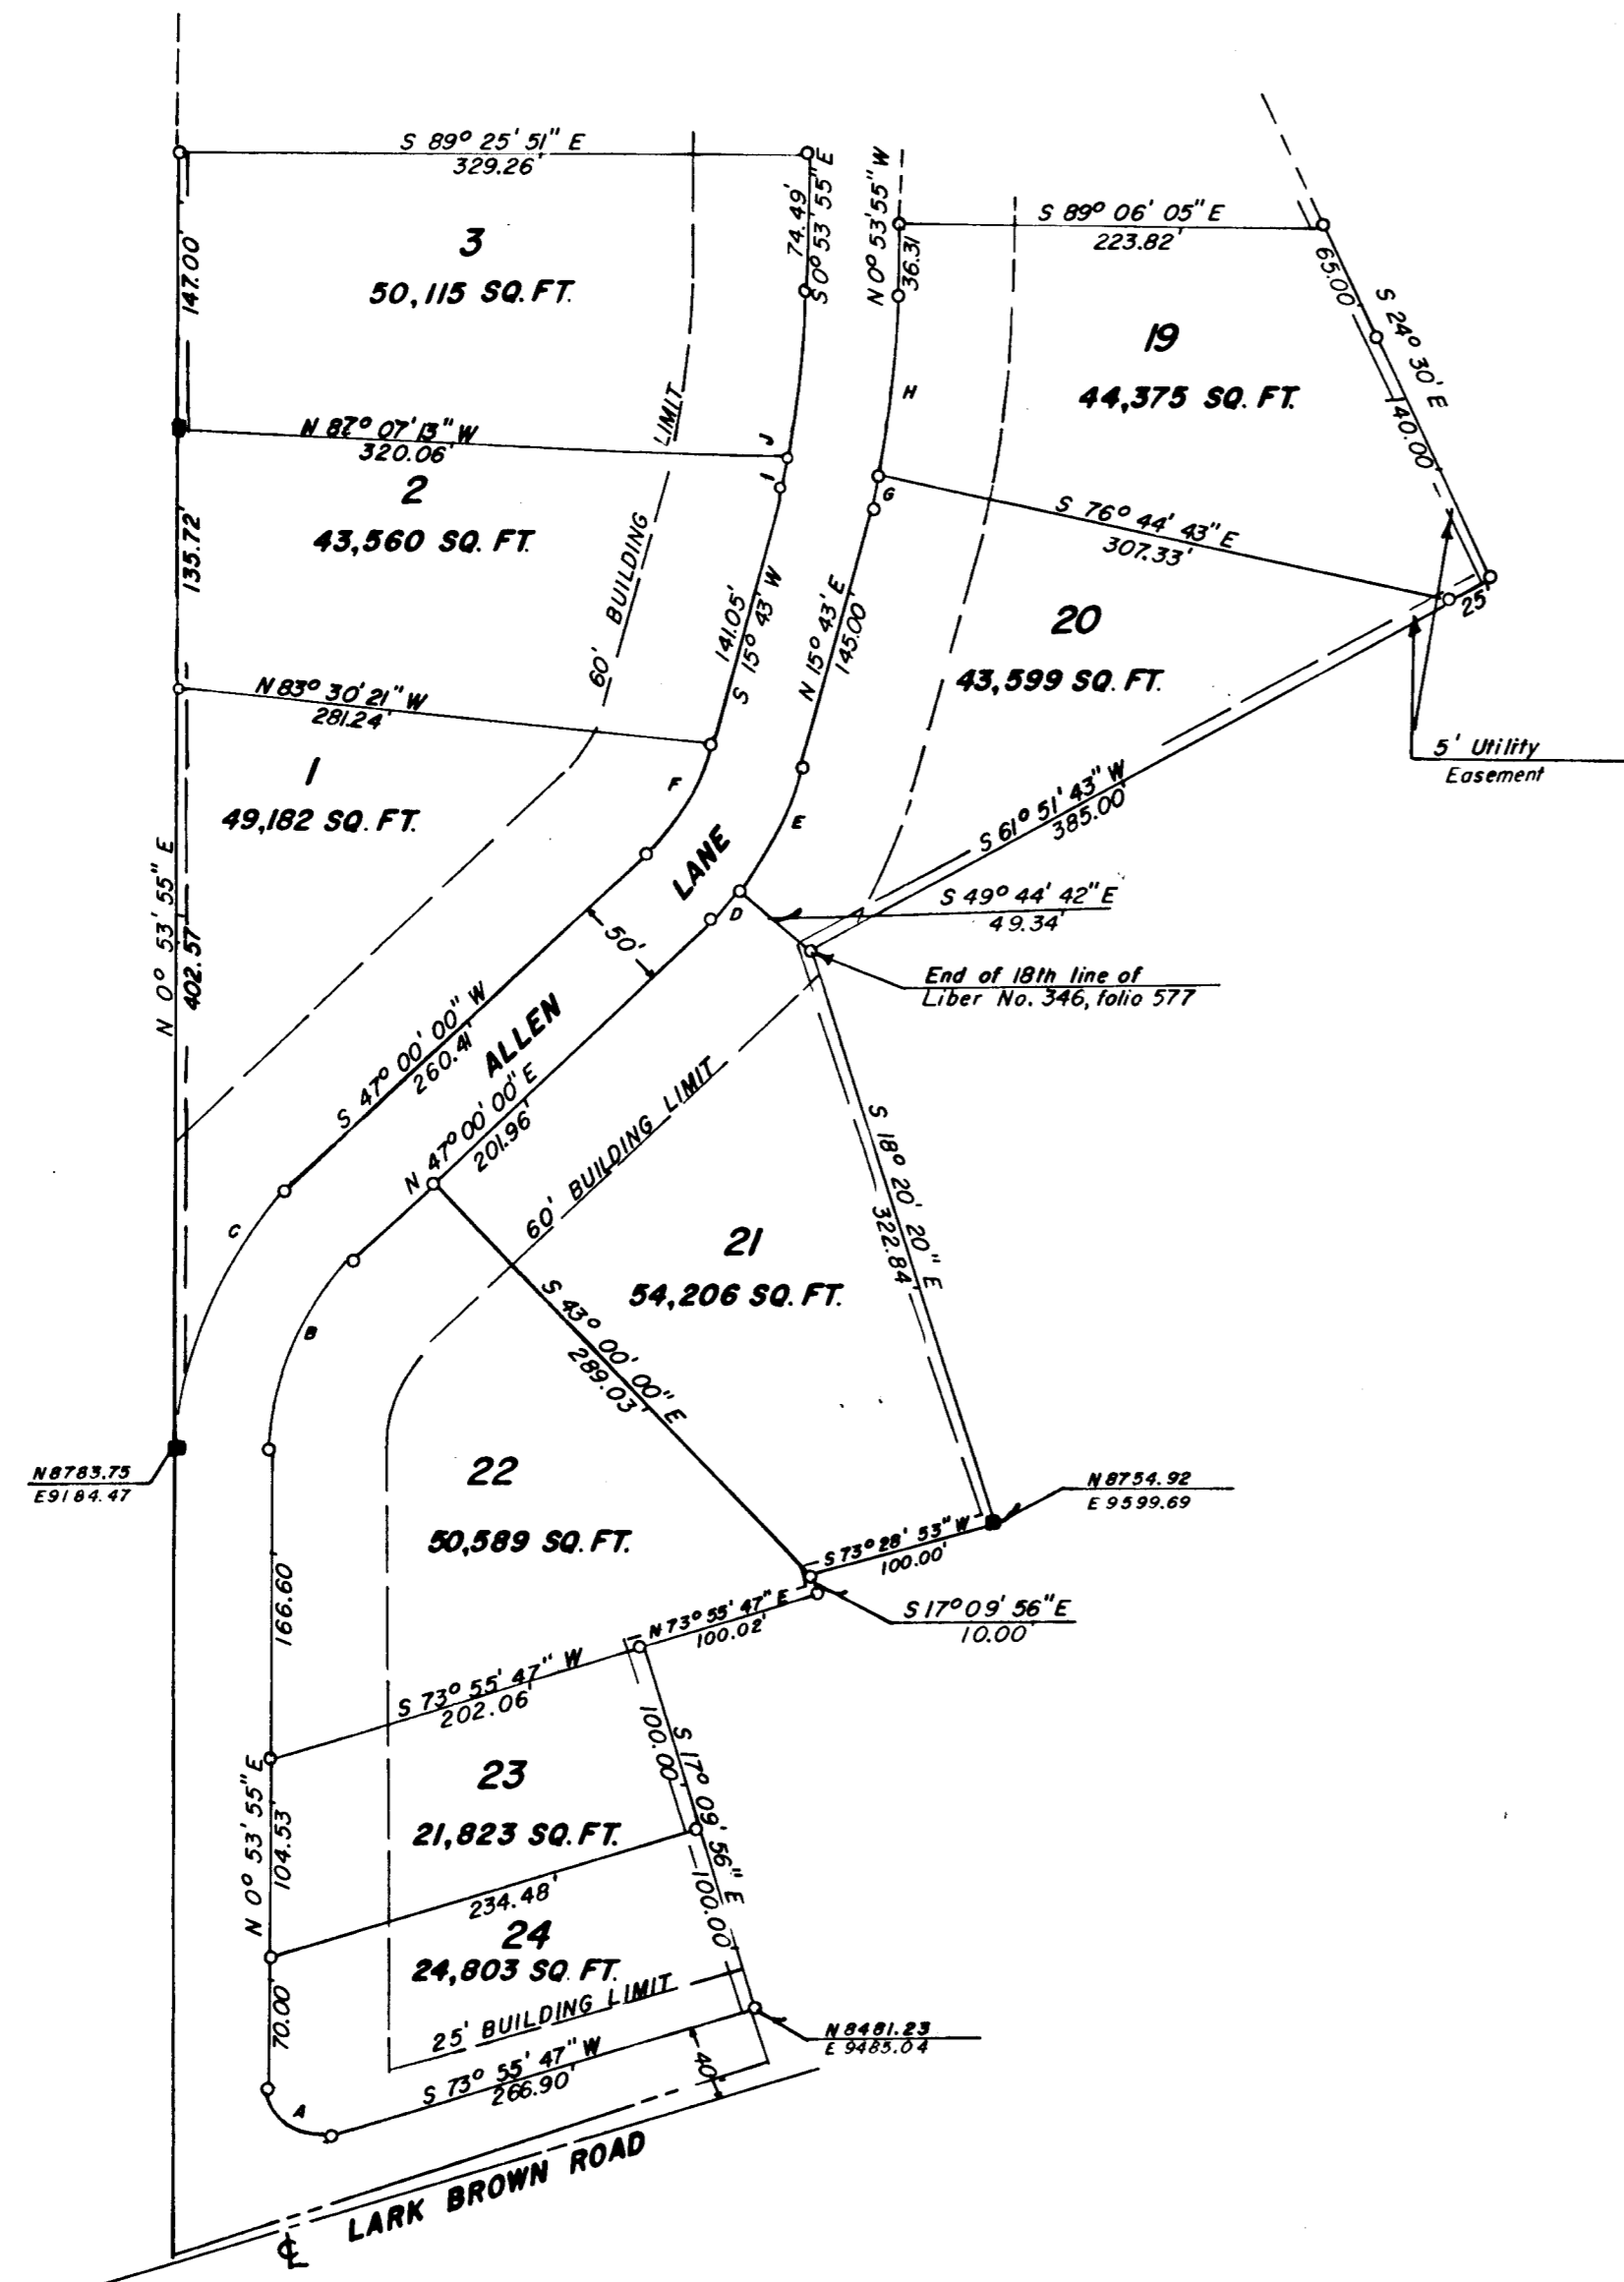 S 89° 25' 51" E
329.26'
3
50,115 SQ. FT.
147.00'
74.49'
S 0° 53' 55" E
N 0° 53' 55" W
36.31
S 89° 06' 05" E
223.82'
65.00'
S 24° 30' E
140.00
19
44,375 SQ. FT.
H
LIMIT
J
I
N 87° 07' 13" W
320.06'
2
43,560 SQ. FT.
135.72'
60' BUILDING
G
S 76° 44' 43" E
307.33'
25'
20
43,599 SQ. FT.
141.05'
S 15° 43' W
N 15° 43' E
145.00'
N 83° 30' 21" W
281.24'
1
49,182 SQ. FT.
F
E
5' Utility
Easement
S 61° 51' 43" W
385.00'
LANE
D
S 49° 44' 42" E
49.34'
End of 18th line of
Liber No. 346, folio 577
50'
N 0° 53' 55" E
402.57
S 47° 00' 00" W
260.41'
ALLEN
N 47° 00' 00" E
201.96'
60' BUILDING LIMIT
S 18° 20' 20" E
322.84'
C
B
21
54,206 SQ. FT.
S 43° 00' 00" E
289.03'
N8783.75
E9184.47
22
50,589 SQ. FT.
N 8754.92
E 9599.69
S 73° 28' 53" W
100.00'
S 17° 09' 56" E
10.00'
N 73° 55' 47" E
100.02'
166.60'
S 73° 55' 47" W
202.06'
23
21,823 SQ. FT.
100.00'
S 17° 09' 56" E
100.00'
N 0° 53' 55" E
104.53'
234.48'
24
24,803 SQ. FT.
25' BUILDING LIMIT
70.00'
N 8481.23
E 9485.04
S 73° 55' 47" W
266.90'
40'
A
LARK BROWN ROAD
℄